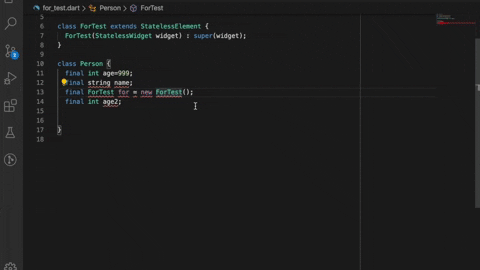 for_test.dart > Person > ForTest
5
6 class ForTest extends StatelessElement {
7 ForTest(StatelessWidget widget) : super(widget);
8 }
9
10 class Person {
11 final int age=999;
12 final string name;
13 final ForTest for = new ForTest();
14 final int age2;
15
16
17 }
18